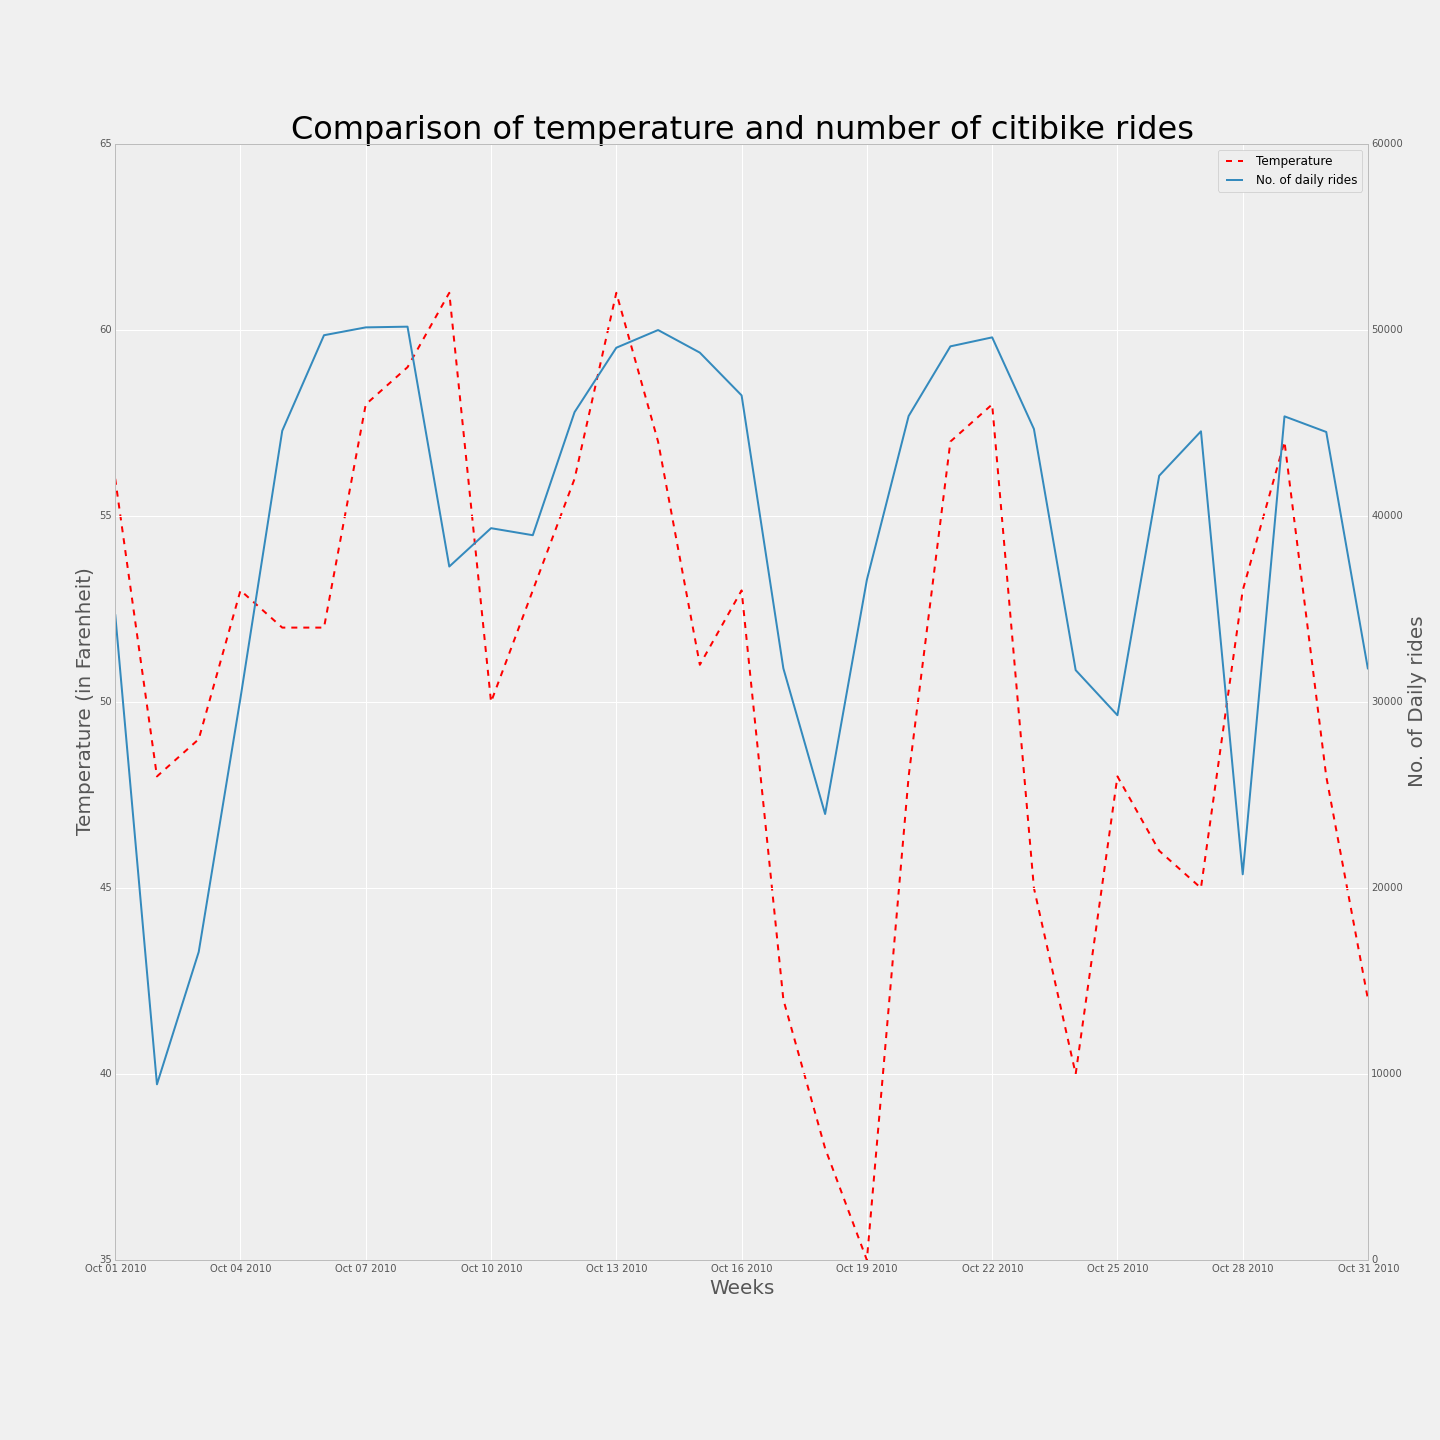 Comparison of temperature and number of citibike rides
Temperature
No. of daily rides
65
60
55
50
45
40
35
60000
50000
40000
30000
20000
10000
0
Temperature (in Farenheit)
No. of Daily rides
Oct 01 2010
Oct 04 2010
Oct 07 2010
Oct 10 2010
Oct 13 2010
Oct 16 2010
Oct 19 2010
Oct 22 2010
Oct 25 2010
Oct 28 2010
Oct 31 2010
Weeks